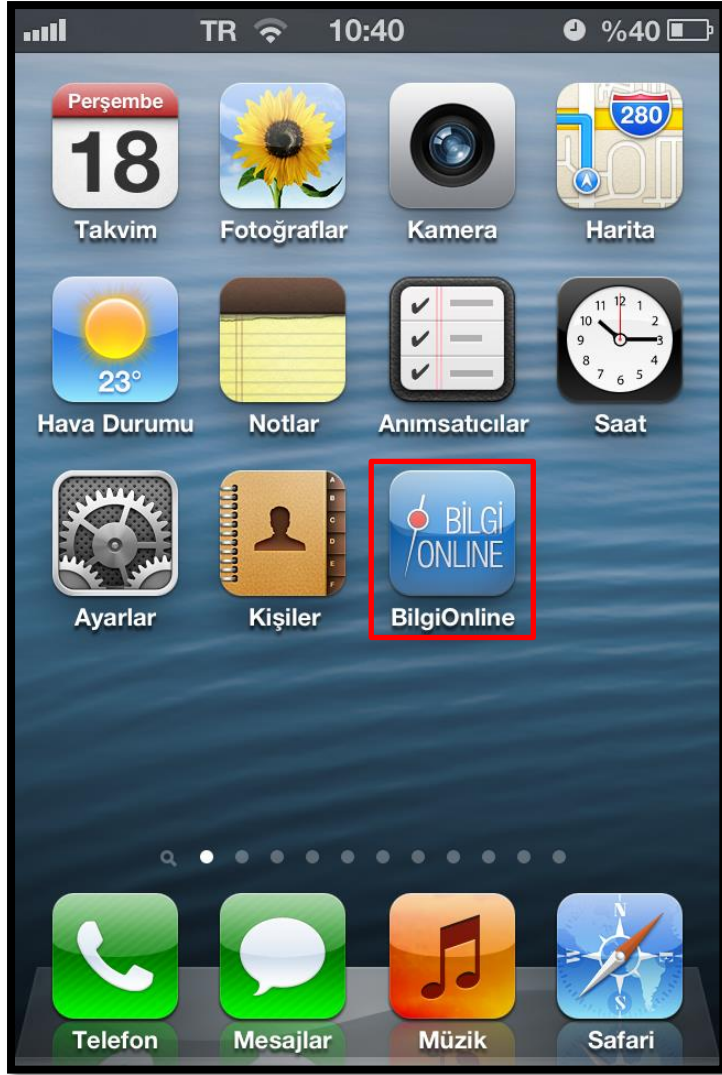 TR 10:40 %40
Perşembe
18
280
Takvim Fotoğraflar Kamera Harita
23°
11 12 1
10 2
9 3
8 4
7 6 5
Hava Durumu Notlar Anımsatıcılar Saat
A
B
C
D
E
F
BİLGİ
ONLINE
Ayarlar Kişiler BilgiOnline
N
S
Telefon Mesajlar Müzik Safari